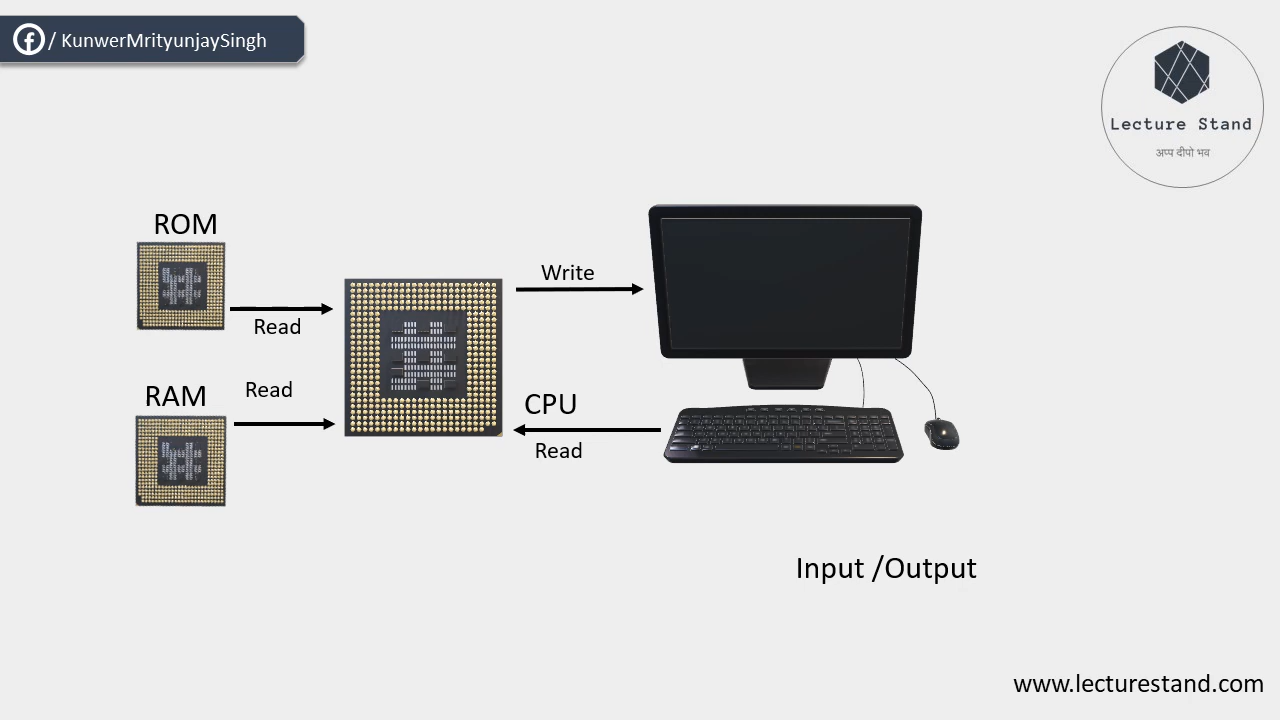 / KunwerMrityunjaySingh
Lecture Stand
अप्प दीपो भव
ROM
Read
RAM
Read
Write
CPU
Read
Input /Output
www.lecturestand.com